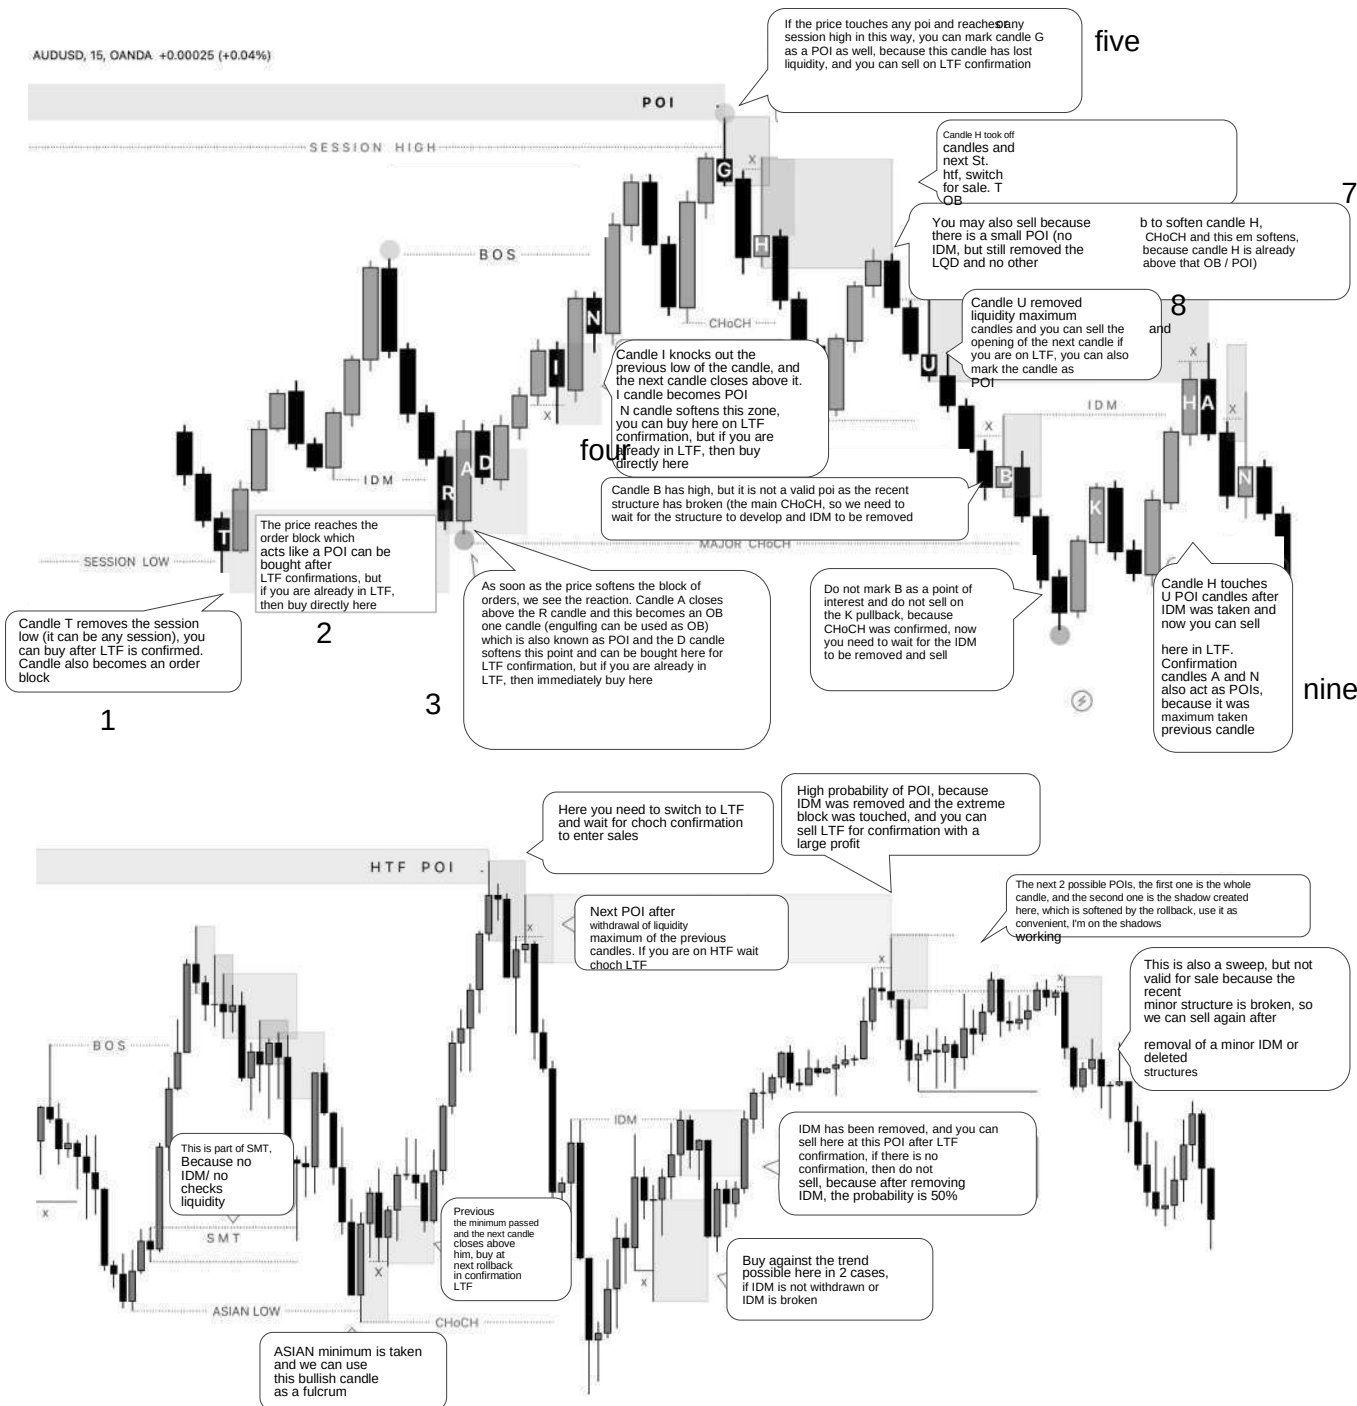 If the price touches any poi and reaches or any
session high in this way, you can mark candle G
as a POI as well, because this candle has lost
liquidity, and you can sell on LTF confirmation
five
AUDUSD, 15, OANDA +0.00025 (+0.04%)
POI
SESSION HIGH
X
G
H
Candle H took off
candles and
next St.
htf, switch
for sale. T
OB
7
You may also sell because
there is a small POI (no
IDM, but still removed the
LQD and no other
b to soften candle H,
CHoCH and this em softens,
because candle H is already
above that OB / POI)
BOS
8
Candle U removed
liquidity maximum
candles and you can sell the
opening of the next candle if
you are on LTF, you can also
mark the candle as
POI
and
N
CHoCH
I
X
Candle I knocks out the
previous low of the candle, and
the next candle closes above it.
I candle becomes POI
N candle softens this zone,
you can buy here on LTF
confirmation, but if you are
already in LTF, then buy
directly here
four
U
X
IDM
X
H A
X
IDM
R
A
D
B
K
N
Candle B has high, but it is not a valid poi as the recent
structure has broken (the main CHoCH, so we need to
wait for the structure to develop and IDM to be removed
MAJOR CHoCH
T
SESSION LOW
The price reaches the
order block which
acts like a POI can be
bought after
LTF confirmations, but
if you are already in LTF,
then buy directly here
2
Candle T removes the session
low (it can be any session), you
can buy after LTF is confirmed.
Candle also becomes an order
block
1
As soon as the price softens the block of
orders, we see the reaction. Candle A closes
above the R candle and this becomes an OB
one candle (engulfing can be used as OB)
which is also known as POI and the D candle
softens this point and can be bought here for
LTF confirmation, but if you are already in
LTF, then immediately buy here
3
Do not mark B as a point of
interest and do not sell on
the K pullback, because
CHoCH was confirmed, now
you need to wait for the IDM
to be removed and sell
Candle H touches
U POI candles after
IDM was taken and
now you can sell
here in LTF.
Confirmation
candles A and N
also act as POIs,
because it was
maximum taken
previous candle
nine
Here you need to switch to LTF
and wait for choch confirmation
to enter sales
High probability of POI, because
IDM was removed and the extreme
block was touched, and you can
sell LTF for confirmation with a
large profit
HTF POI
The next 2 possible POIs, the first one is the whole
candle, and the second one is the shadow created
here, which is softened by the rollback, use it as
convenient, I'm on the shadows
working
Next POI after
withdrawal of liquidity
maximum of the previous
candles. If you are on HTF wait
choch LTF
x
x
x
This is also a sweep, but not
valid for sale because the
recent
minor structure is broken, so
we can sell again after
removal of a minor IDM or
deleted
structures
BOS
IDM
This is part of SMT,
Because no
IDM/ no
checks
liquidity
SMT
x
IDM has been removed, and you can
sell here at this POI after LTF
confirmation, if there is no
confirmation, then do not
sell, because after removing
IDM, the probability is 50%
Previous
the minimum passed
and the next candle
closes above
him, buy at
next rollback
in confirmation
LTF
X
x
Buy against the trend
possible here in 2 cases,
if IDM is not withdrawn or
IDM is broken
ASIAN LOW
CHoCH
ASIAN minimum is taken
and we can use
this bullish candle
as a fulcrum